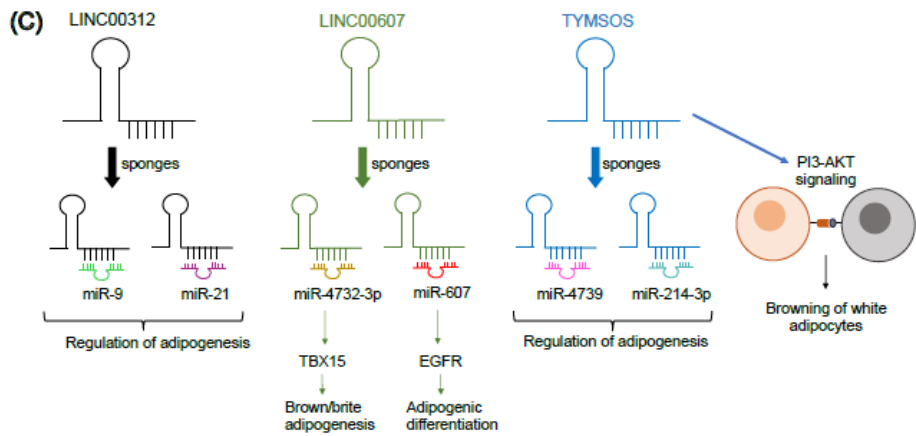 (C)
LINC00312
LINC00607
TYMSOS
sponges
sponges
sponges
PI3-AKT
signaling
miR-9
miR-21
miR-4732-3p
miR-607
miR-4739
miR-214-3p
Regulation of adipogenesis
TBX15
EGFR
Regulation of adipogenesis
Browning of white
adipocytes
Brown/brite
adipogenesis
Adipogenic
differentiation